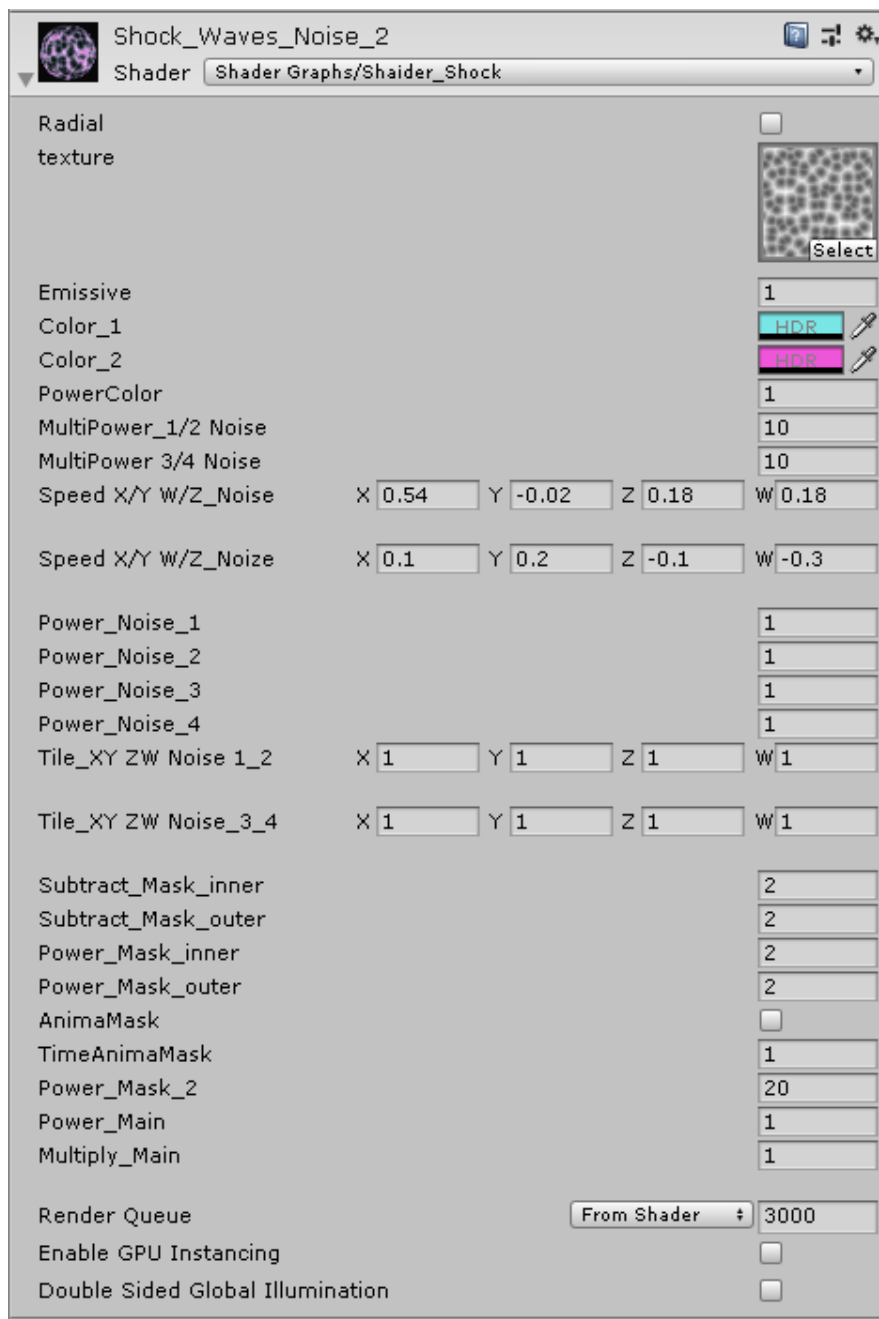 Shock_Waves_Noise_2
Shader Shader Graphs/Shaider_Shock
Radial
texture
Select
Emissive 1
Color_1 HDR
Color_2 HDR
PowerColor 1
MultiPower_1/2 Noise 10
MultiPower 3/4 Noise 10
Speed X/Y W/Z_Noise X 0.54 Y -0.02 Z 0.18 W 0.18
Speed X/Y W/Z_Noize X 0.1 Y 0.2 Z -0.1 W -0.3
Power_Noise_1 1
Power_Noise_2 1
Power_Noise_3 1
Power_Noise_4 1
Tile_XY ZW Noise 1_2 X 1 Y 1 Z 1 W 1
Tile_XY ZW Noise_3_4 X 1 Y 1 Z 1 W 1
Subtract_Mask_inner 2
Subtract_Mask_outer 2
Power_Mask_inner 2
Power_Mask_outer 2
AnimaMask
TimeAnimaMask 1
Power_Mask_2 20
Power_Main 1
Multiply_Main 1
Render Queue From Shader 3000
Enable GPU Instancing
Double Sided Global Illumination